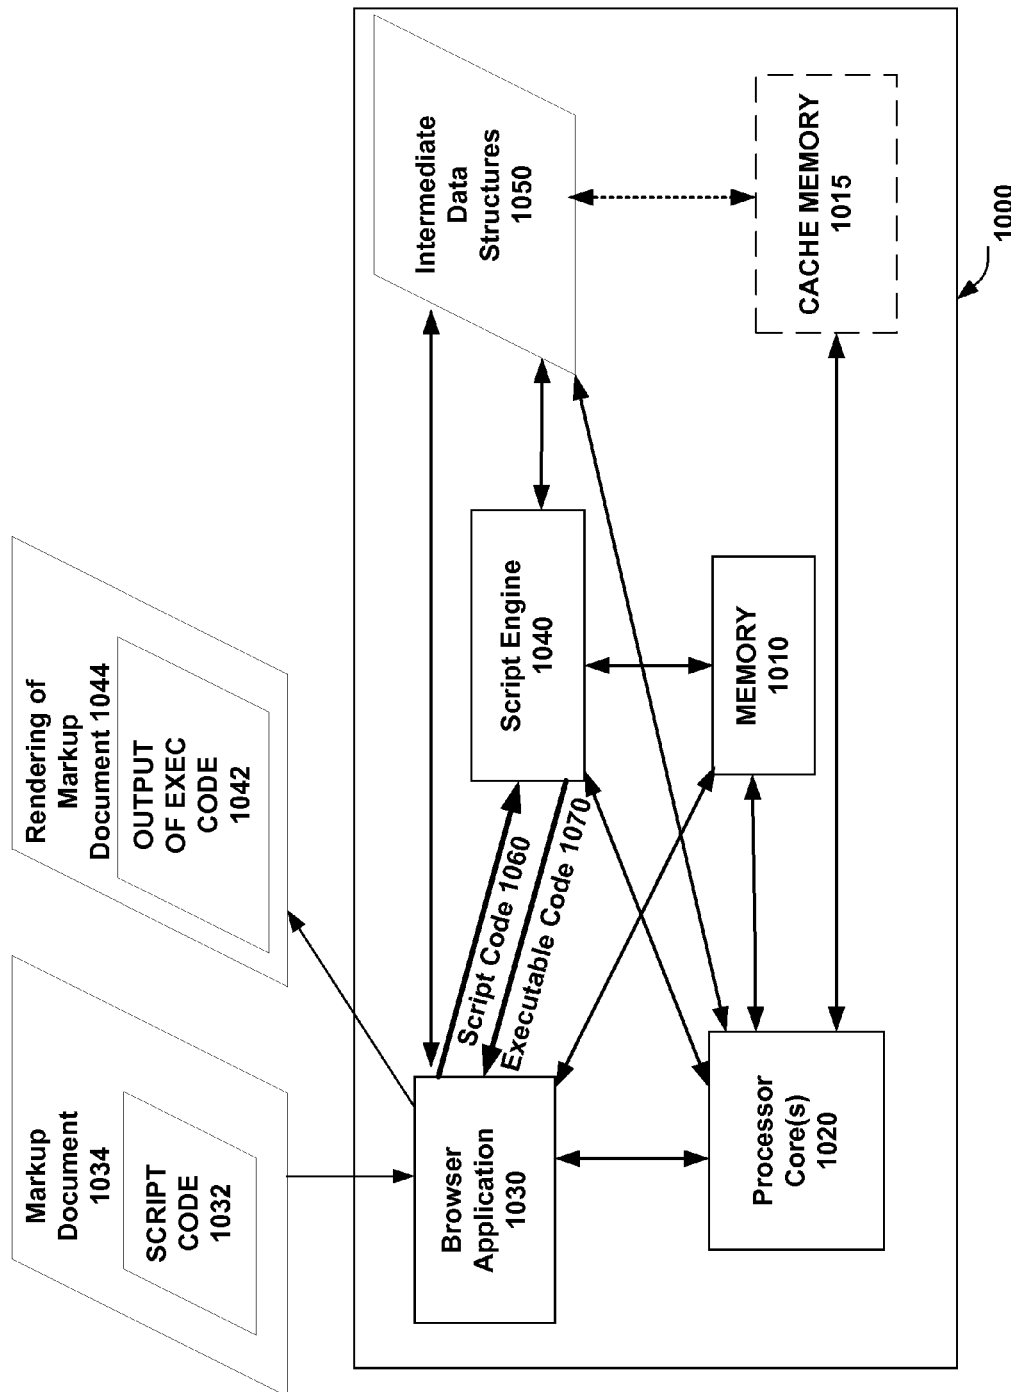 Markup
Document
1034
SCRIPT
CODE
1032
Rendering of
Markup
Document 1044
OUTPUT
OF EXEC
CODE
1042
Browser
Application
1030
Script Code 1060
Executable Code 1070
Script Engine
1040
Intermediate
Data
Structures
1050
Processor
Core(s)
1020
MEMORY
1010
CACHE MEMORY
1015
1000